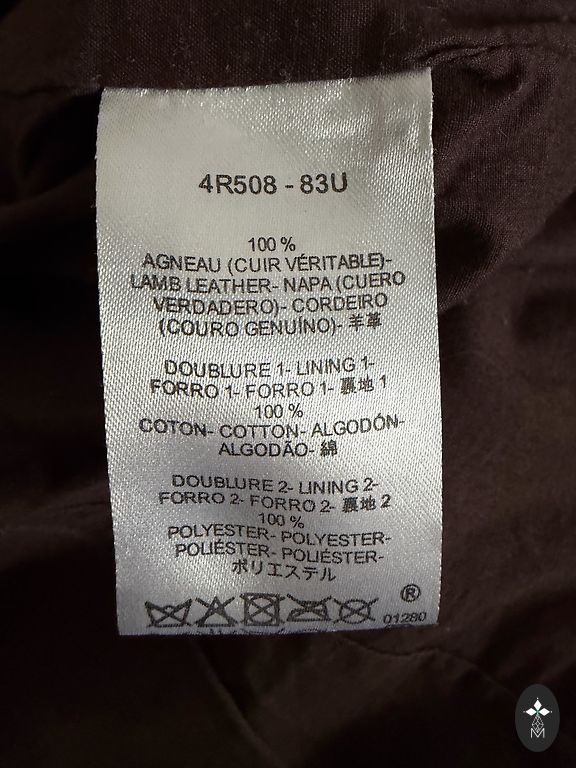 4R508 - 83U
100 %
AGNEAU (CUIR VÉRITABLE)-
LAMB LEATHER- NAPA (CUERO
VERDADERO)- CORDEIRO
(COURO GENUÍNO)- 羊革
DOUBLURE 1- LINING 1-
FORRO 1- FORRO 1- 裏地 1
100 %
COTON- COTTON- ALGODÓN-
ALGODÃO- 綿
DOUBLURE 2- LINING 2-
FORRO 2- FORRO 2- 裏地 2
100 %
POLYESTER- POLYESTER-
POLIÉSTER- POLIÉSTER-
ポリエステル
®
01280
M